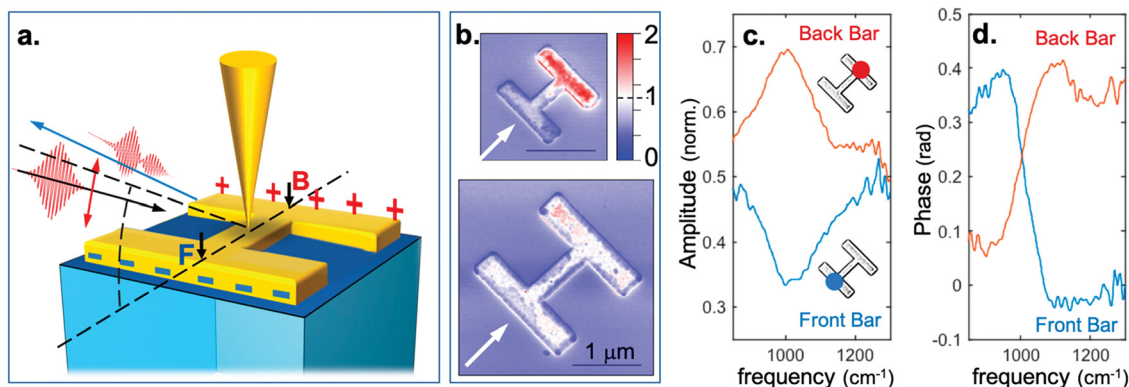 a.
+ + + + +
B
F
b.
2
1
0
1 μm
c.
Back Bar
Front Bar
Amplitude (norm.)
0.7
0.6
0.5
0.4
0.3
1000 1200
frequency (cm-1)
d.
Back Bar
Front Bar
Phase (rad)
0.4
0.3
0.2
0.1
0
-0.1
1000 1200
frequency (cm-1)